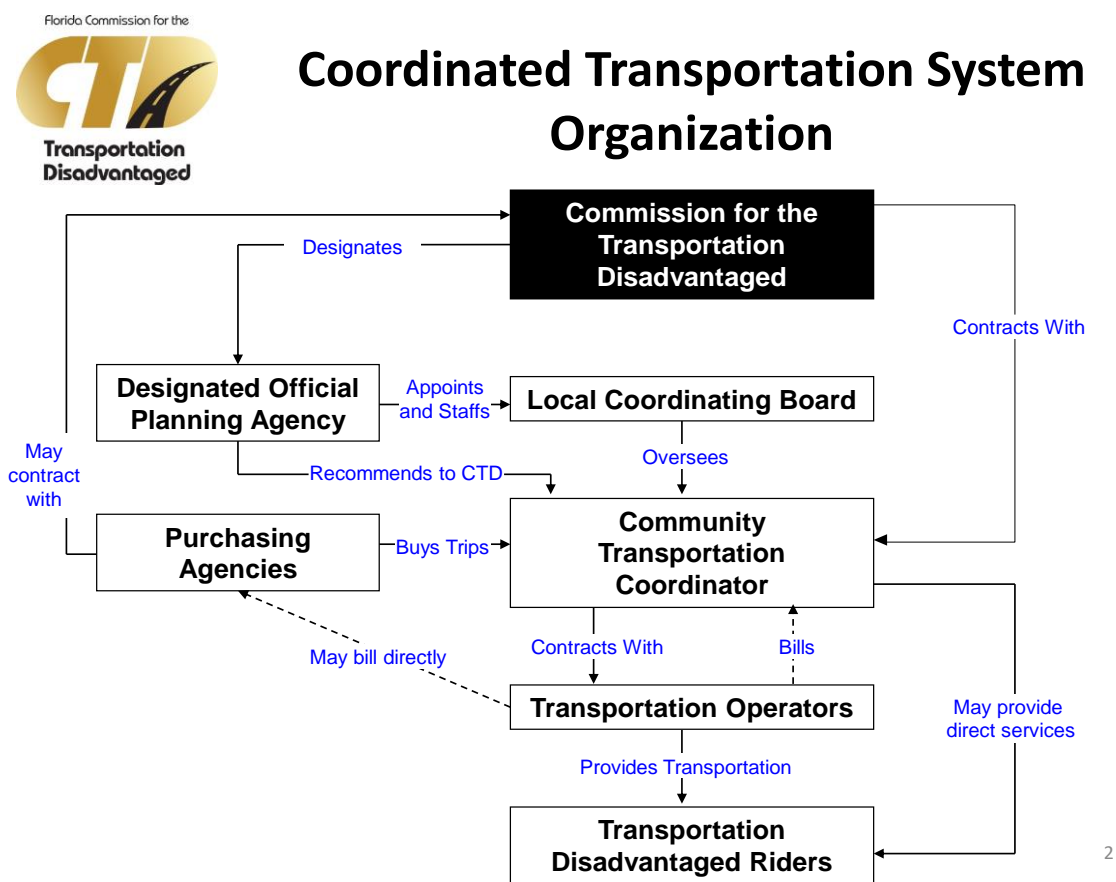 Florida Commission for the
CTD
Transportation
Disadvantaged
Coordinated Transportation System
Organization
Commission for the
Transportation
Disadvantaged
Designates
Contracts With
Designated Official
Planning Agency
Appoints
and Staffs
Local Coordinating Board
May
contract
with
Recommends to CTD
Oversees
Purchasing
Agencies
Buys Trips
Community
Transportation
Coordinator
May bill directly
Contracts With
Bills
Transportation Operators
May provide
direct services
Provides Transportation
Transportation
Disadvantaged Riders
2